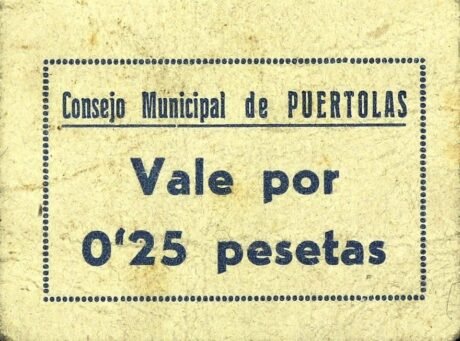 Consejo Municipal de PUERTOLAS
Vale por
0'25 pesetas